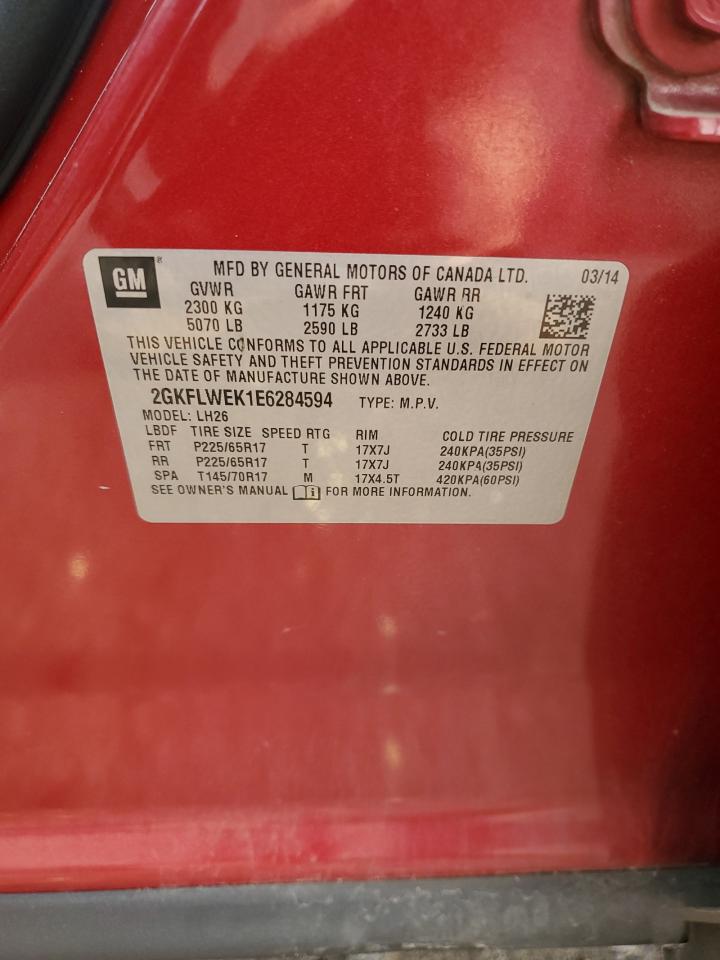 GM ® MFD BY GENERAL MOTORS OF CANADA LTD. 03/14
GVWR GAWR FRT GAWR RR
2300 KG 1175 KG 1240 KG
5070 LB 2590 LB 2733 LB
THIS VEHICLE CONFORMS TO ALL APPLICABLE U.S. FEDERAL MOTOR
VEHICLE SAFETY AND THEFT PREVENTION STANDARDS IN EFFECT ON
THE DATE OF MANUFACTURE SHOWN ABOVE.
2GKFLWEK1E6284594 TYPE: M.P.V.
MODEL: LH26
LBDF TIRE SIZE SPEED RTG RIM COLD TIRE PRESSURE
FRT P225/65R17 T 17X7J 240KPA(35PSI)
RR P225/65R17 T 17X7J 240KPA(35PSI)
SPA T145/70R17 M 17X4.5T 420KPA(60PSI)
SEE OWNER'S MANUAL i FOR MORE INFORMATION.